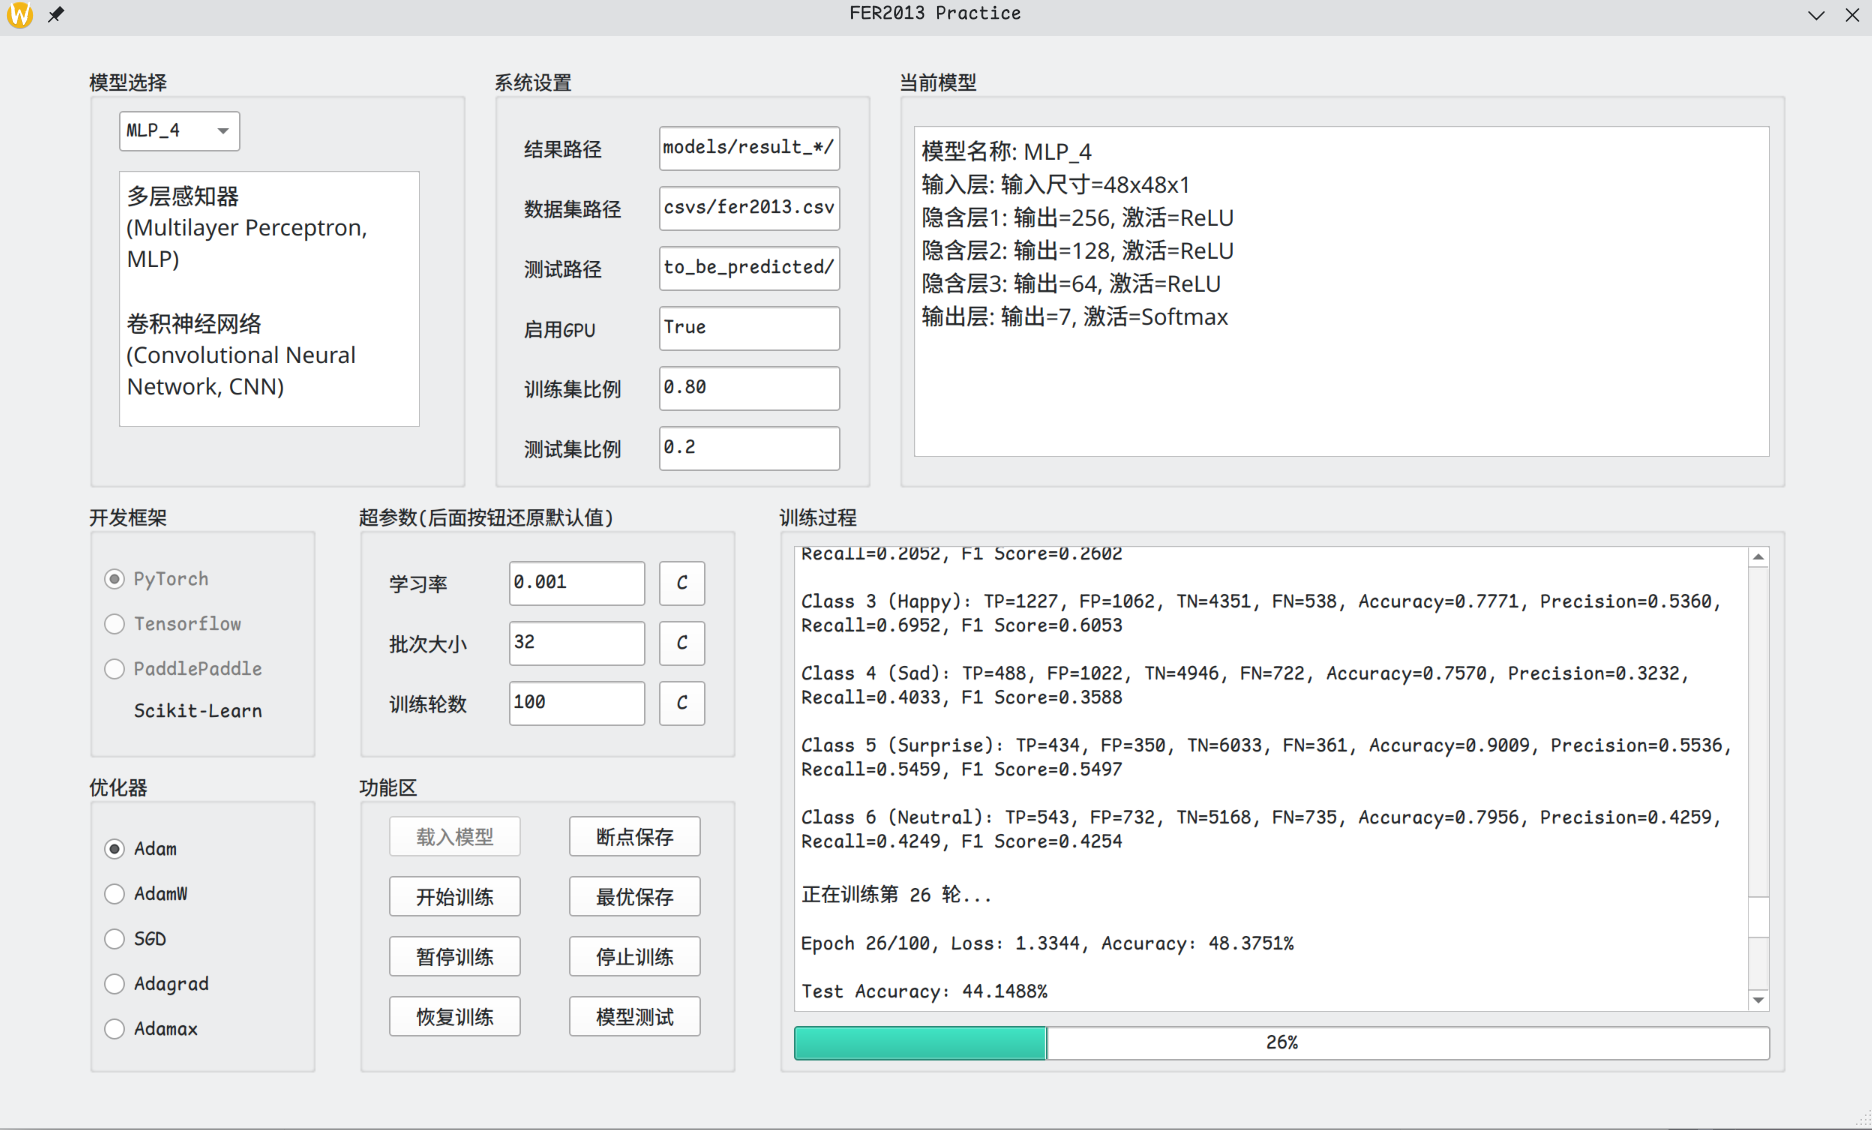 FER2013 Practice
模型选择
MLP_4
多层感知器
(Multilayer Perceptron,
MLP)
卷积神经网络
(Convolutional Neural
Network, CNN)
系统设置
结果路径
models/result_*/
数据集路径
csvs/fer2013.csv
测试路径
to_be_predicted/
启用GPU
True
训练集比例
0.80
测试集比例
0.2
当前模型
模型名称: MLP_4
输入层: 输入尺寸=48x48x1
隐含层1: 输出=256, 激活=ReLU
隐含层2: 输出=128, 激活=ReLU
隐含层3: 输出=64, 激活=ReLU
输出层: 输出=7, 激活=Softmax
开发框架
PyTorch
Tensorflow
PaddlePaddle
Scikit-Learn
超参数(后面按钮还原默认值)
学习率
0.001
C
批次大小
32
C
训练轮数
100
C
优化器
Adam
AdamW
SGD
Adagrad
Adamax
功能区
载入模型
断点保存
开始训练
最优保存
暂停训练
停止训练
恢复训练
模型测试
训练过程
Recall=0.2052, F1 Score=0.2602
Class 3 (Happy): TP=1227, FP=1062, TN=4351, FN=538, Accuracy=0.7771, Precision=0.5360,
Recall=0.6952, F1 Score=0.6053
Class 4 (Sad): TP=488, FP=1022, TN=4946, FN=722, Accuracy=0.7570, Precision=0.3232,
Recall=0.4033, F1 Score=0.3588
Class 5 (Surprise): TP=434, FP=350, TN=6033, FN=361, Accuracy=0.9009, Precision=0.5536,
Recall=0.5459, F1 Score=0.5497
Class 6 (Neutral): TP=543, FP=732, TN=5168, FN=735, Accuracy=0.7956, Precision=0.4259,
Recall=0.4249, F1 Score=0.4254
正在训练第 26 轮...
Epoch 26/100, Loss: 1.3344, Accuracy: 48.3751%
Test Accuracy: 44.1488%
26%